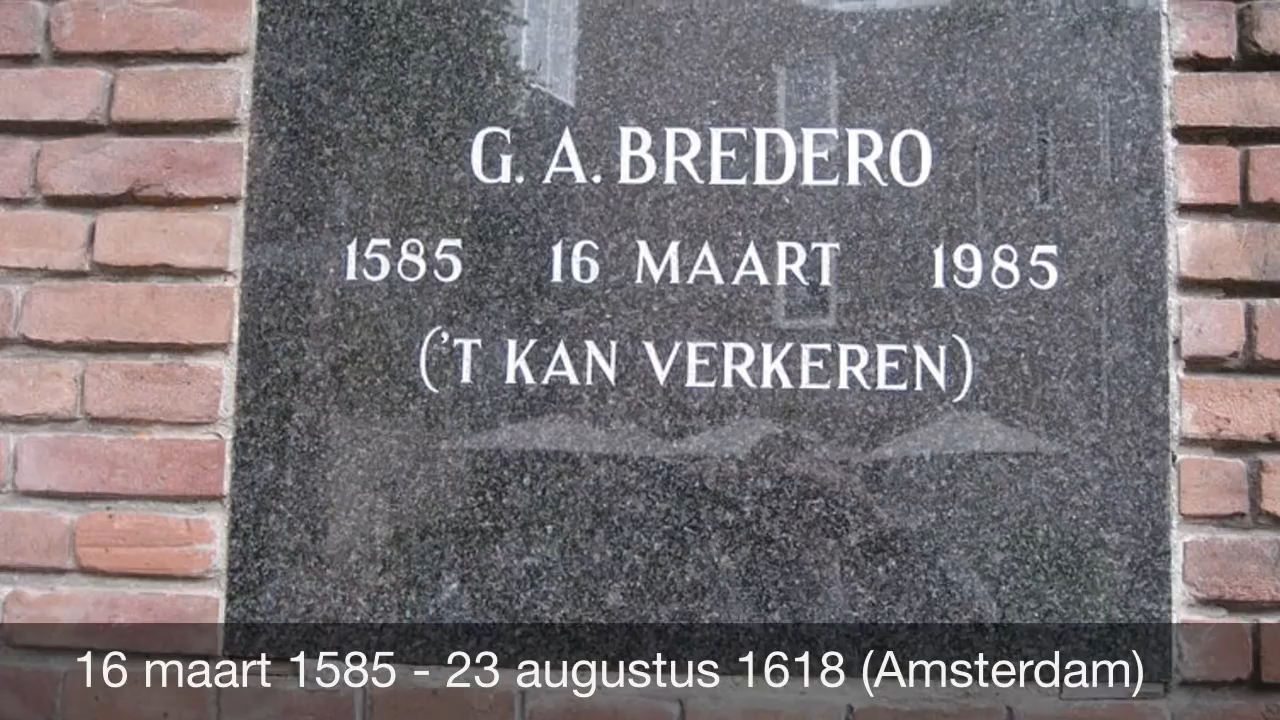 G. A. BREDERO
1585 16 MAART 1985
('T KAN VERKEREN)
16 maart 1585 - 23 augustus 1618 (Amsterdam)